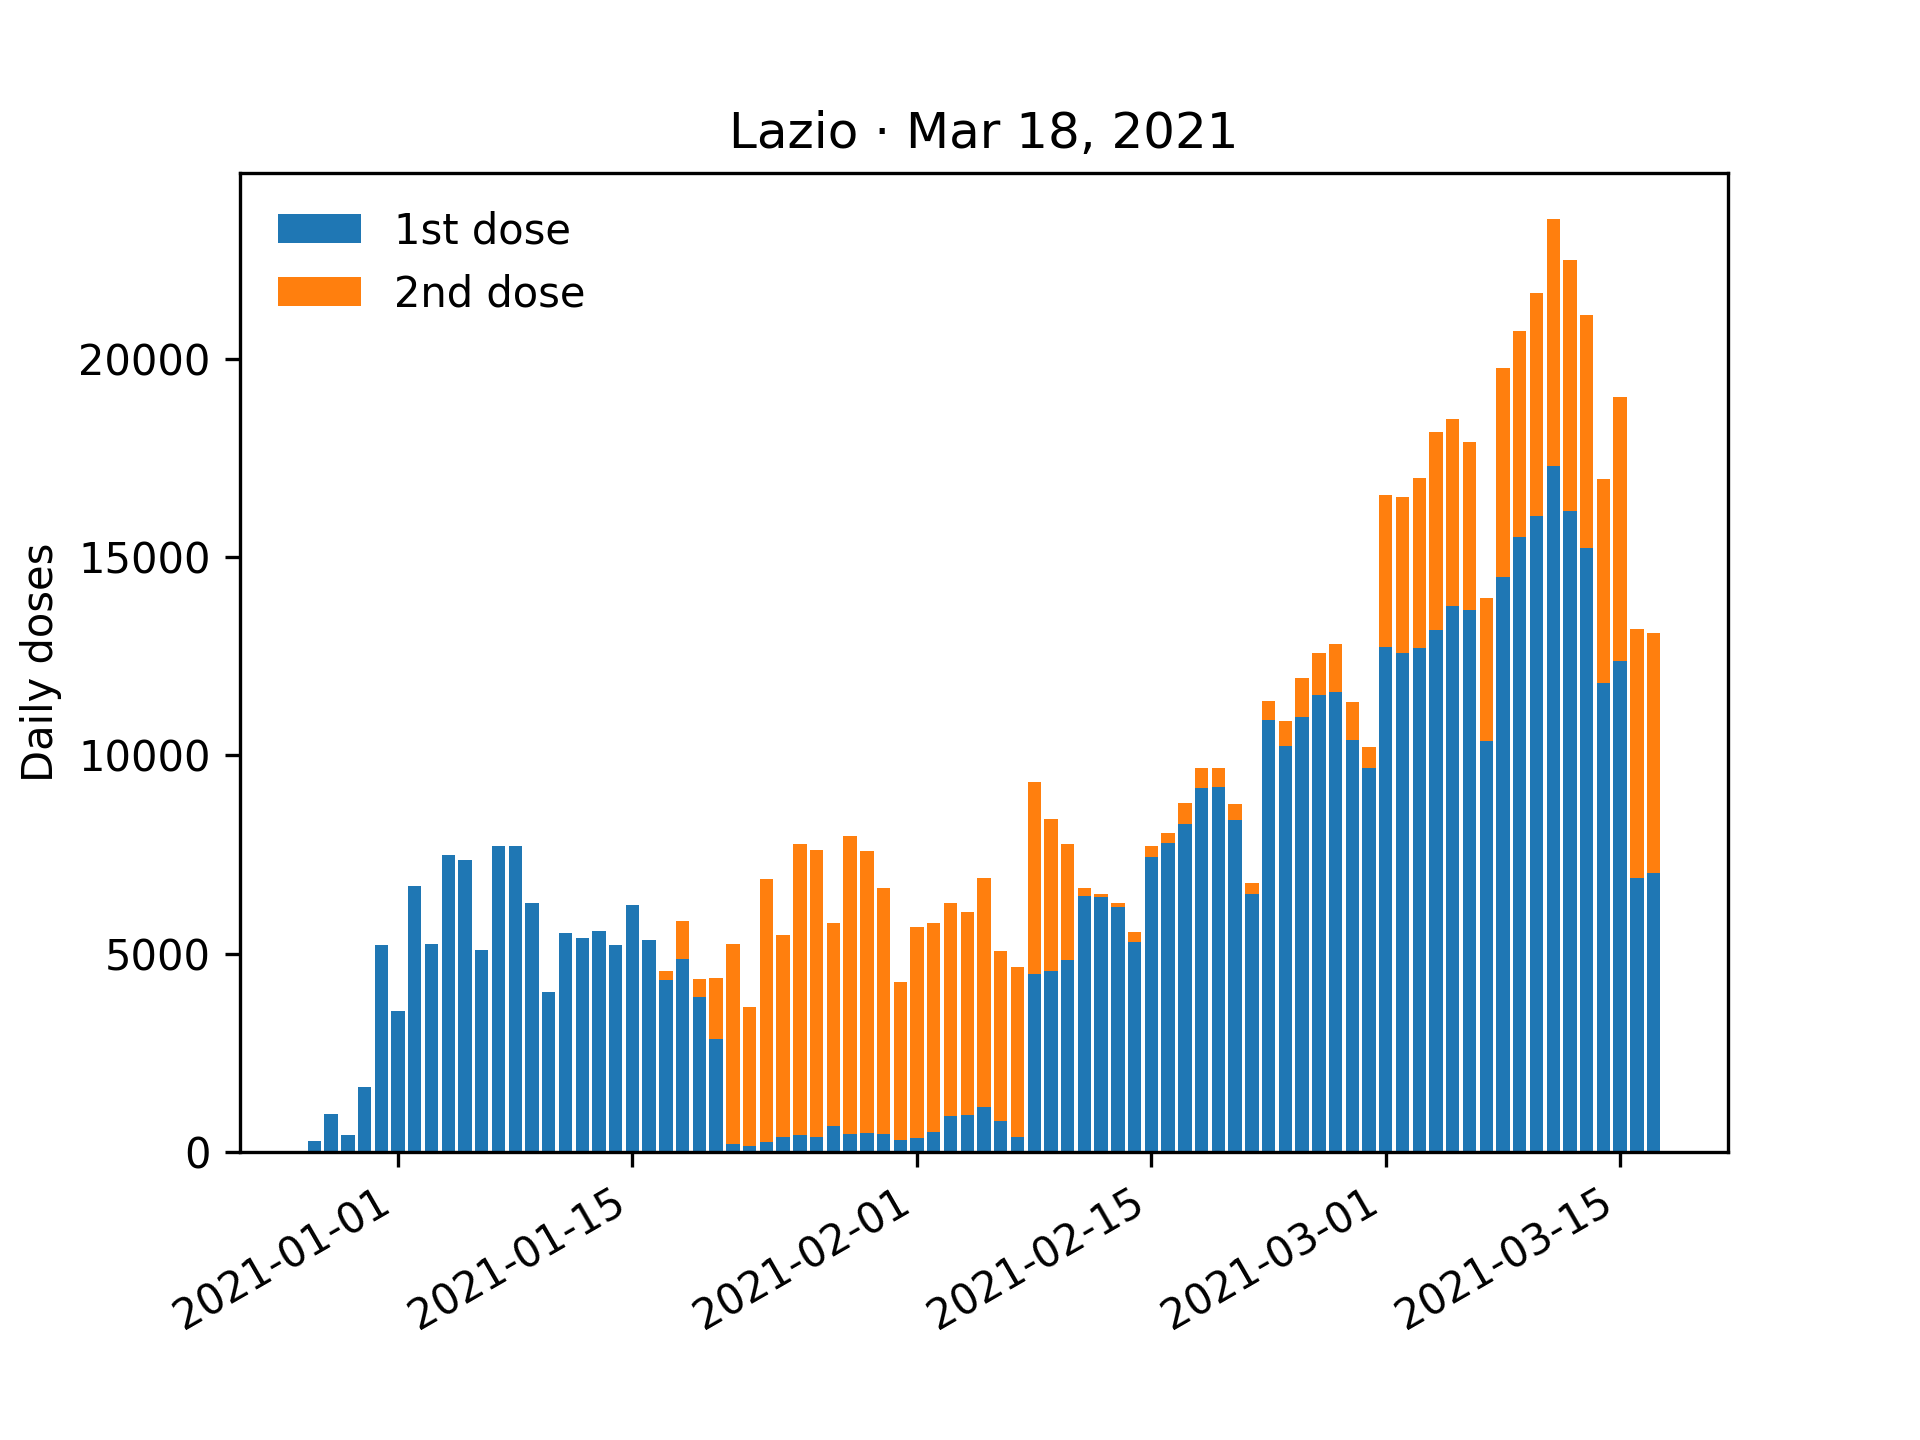 Lazio · Mar 18, 2021
1st dose
2nd dose
Daily doses
20000
15000
10000
5000
0
2021-01-01
2021-01-15
2021-02-01
2021-02-15
2021-03-01
2021-03-15